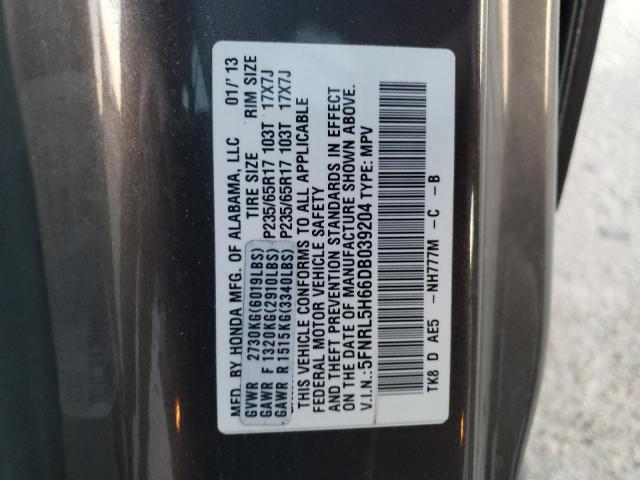 MFD. BY HONDA MFG. OF ALABAMA, LLC 01/'13
TIRE SIZE RIM SIZE
GVWR 2730KG(6019LBS)
GAWR F 1320KG(2910LBS) P235/65R17 103T 17X7J
GAWR R 1515KG(3340LBS) P235/65R17 103T 17X7J
THIS VEHICLE CONFORMS TO ALL APPLICABLE
FEDERAL MOTOR VEHICLE SAFETY
AND THEFT PREVENTION STANDARDS IN EFFECT
ON THE DATE OF MANUFACTURE SHOWN ABOVE.
V.I.N.:5FNRL5H66DB039204 TYPE: MPV
TK8 D AE5 -NH777M -C -B